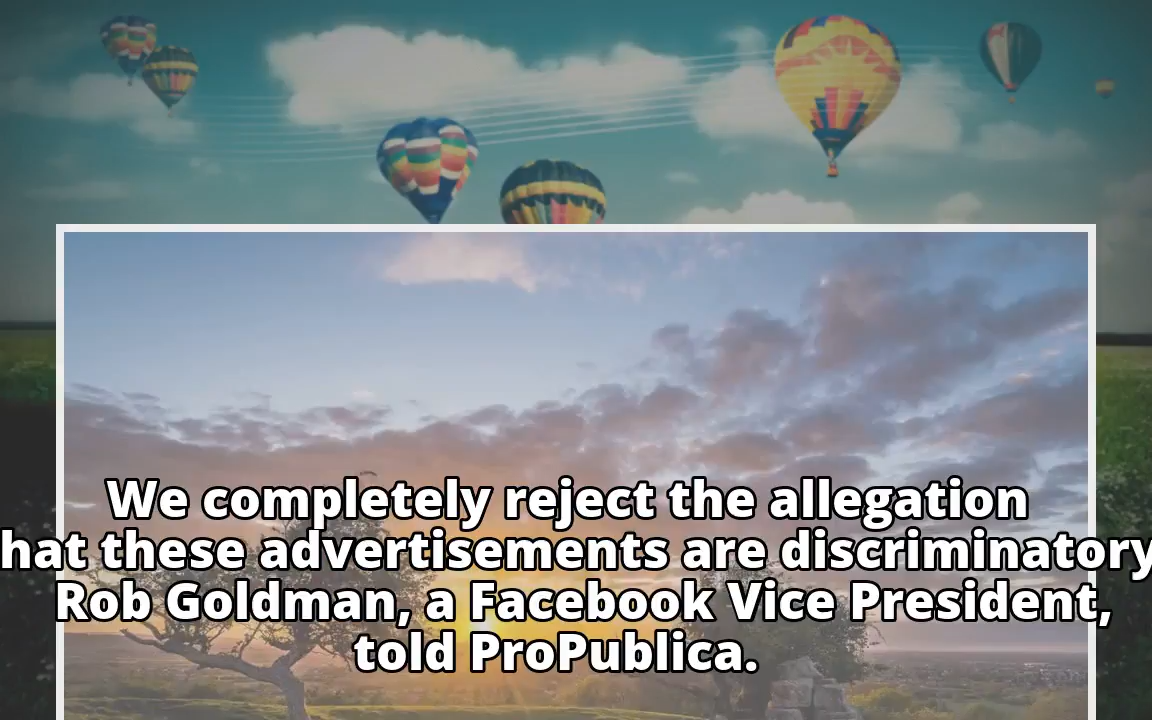 We completely reject the allegation
hat these advertisements are discriminatory
Rob Goldman, a Facebook Vice President,
told ProPublica.